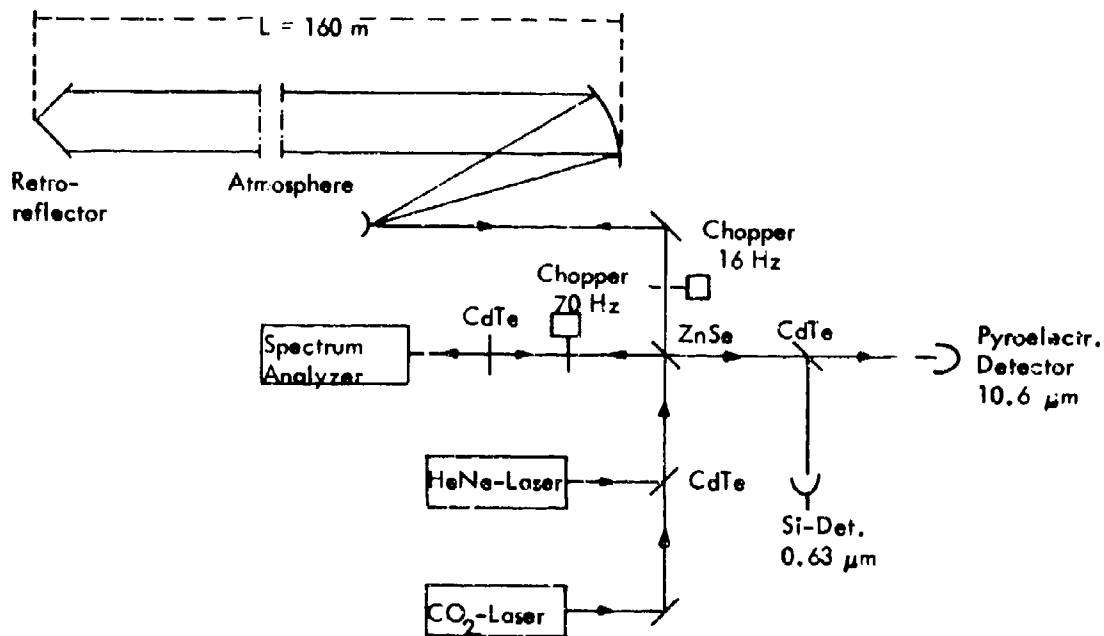 L = 160 m
Retro-
reflector
Atmosphere
Chopper
16 Hz
Chopper
70 Hz
CdTe
ZnSe
CdTe
Spectrum
Analyzer
Pyroelectr.
Detector
10.6 μm
HeNe-Laser
CdTe
Si-Det.
0.63 μm
CO₂-Laser